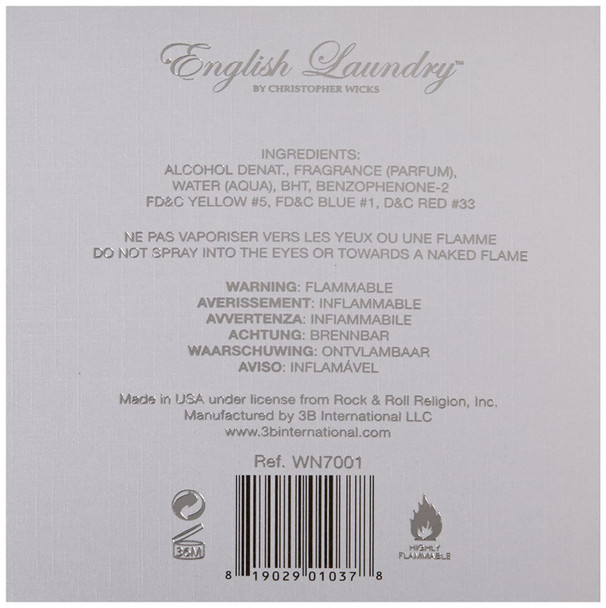 English Laundry™
BY CHRISTOPHER WICKS
INGREDIENTS:
ALCOHOL DENAT., FRAGRANCE (PARFUM),
WATER (AQUA), BHT, BENZOPHENONE-2
FD&C YELLOW #5, FD&C BLUE #1, D&C RED #33
NE PAS VAPORISER VERS LES YEUX OU UNE FLAMME
DO NOT SPRAY INTO THE EYES OR TOWARDS A NAKED FLAME
WARNING: FLAMMABLE
AVERISSEMENT: INFLAMMABLE
AVVERTENZA: INFIAMMABILE
ACHTUNG: BRENNBAR
WAARSCHUWING: ONTVLAMBAAR
AVISO: INFLAMÁVEL
Made in USA under license from Rock & Roll Religion, Inc.
Manufactured by 3B International LLC
www.3binternational.com
Ref. WN7001
36M
HIGHLY
FLAMMABLE
8 19029 01037 8